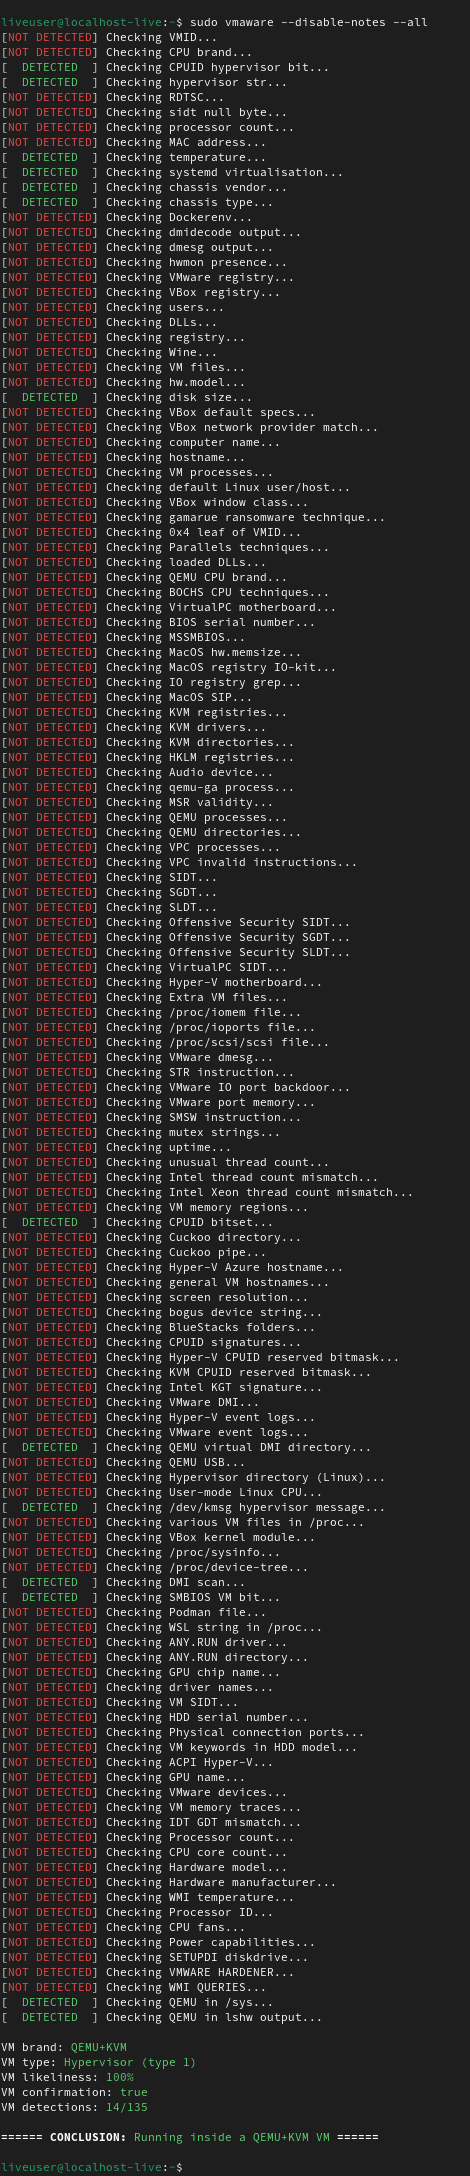 liveuser@localhost-live:~$ sudo vmaware --disable-notes --all
[NOT DETECTED] Checking VMID...
[NOT DETECTED] Checking CPU brand...
[  DETECTED  ] Checking CPUID hypervisor bit...
[  DETECTED  ] Checking hypervisor str...
[NOT DETECTED] Checking RDTSC...
[NOT DETECTED] Checking sidt null byte...
[NOT DETECTED] Checking processor count...
[NOT DETECTED] Checking MAC address...
[  DETECTED  ] Checking temperature...
[  DETECTED  ] Checking systemd virtualisation...
[  DETECTED  ] Checking chassis vendor...
[  DETECTED  ] Checking chassis type...
[NOT DETECTED] Checking Dockerenv...
[NOT DETECTED] Checking dmidecode output...
[NOT DETECTED] Checking dmesg output...
[NOT DETECTED] Checking hwmon presence...
[NOT DETECTED] Checking VMware registry...
[NOT DETECTED] Checking VBox registry...
[NOT DETECTED] Checking users...
[NOT DETECTED] Checking DLLs...
[NOT DETECTED] Checking registry...
[NOT DETECTED] Checking Wine...
[NOT DETECTED] Checking VM files...
[NOT DETECTED] Checking hw.model...
[  DETECTED  ] Checking disk size...
[NOT DETECTED] Checking VBox default specs...
[NOT DETECTED] Checking VBox network provider match...
[NOT DETECTED] Checking computer name...
[NOT DETECTED] Checking hostname...
[NOT DETECTED] Checking VM processes...
[NOT DETECTED] Checking default Linux user/host...
[NOT DETECTED] Checking VBox window class...
[NOT DETECTED] Checking gamarue ransomware technique...
[NOT DETECTED] Checking 0x4 leaf of VMID...
[NOT DETECTED] Checking Parallels techniques...
[NOT DETECTED] Checking loaded DLLs...
[NOT DETECTED] Checking QEMU CPU brand...
[NOT DETECTED] Checking BOCHS CPU techniques...
[NOT DETECTED] Checking VirtualPC motherboard...
[NOT DETECTED] Checking BIOS serial number...
[NOT DETECTED] Checking MSSMBIOS...
[NOT DETECTED] Checking MacOS hw.memsize...
[NOT DETECTED] Checking MacOS registry IO-kit...
[NOT DETECTED] Checking IO registry grep...
[NOT DETECTED] Checking MacOS SIP...
[NOT DETECTED] Checking KVM registries...
[NOT DETECTED] Checking KVM drivers...
[NOT DETECTED] Checking KVM directories...
[NOT DETECTED] Checking HKLM registries...
[NOT DETECTED] Checking Audio device...
[NOT DETECTED] Checking qemu-ga process...
[NOT DETECTED] Checking MSR validity...
[NOT DETECTED] Checking QEMU processes...
[NOT DETECTED] Checking QEMU directories...
[NOT DETECTED] Checking VPC processes...
[NOT DETECTED] Checking VPC invalid instructions...
[NOT DETECTED] Checking SIDT...
[NOT DETECTED] Checking SGDT...
[NOT DETECTED] Checking SLDT...
[NOT DETECTED] Checking Offensive Security SIDT...
[NOT DETECTED] Checking Offensive Security SGDT...
[NOT DETECTED] Checking Offensive Security SLDT...
[NOT DETECTED] Checking VirtualPC SIDT...
[NOT DETECTED] Checking Hyper-V motherboard...
[NOT DETECTED] Checking Extra VM files...
[NOT DETECTED] Checking /proc/iomem file...
[NOT DETECTED] Checking /proc/ioports file...
[NOT DETECTED] Checking /proc/scsi/scsi file...
[NOT DETECTED] Checking VMware dmesg...
[NOT DETECTED] Checking STR instruction...
[NOT DETECTED] Checking VMware IO port backdoor...
[NOT DETECTED] Checking VMware port memory...
[NOT DETECTED] Checking SMSW instruction...
[NOT DETECTED] Checking mutex strings...
[NOT DETECTED] Checking uptime...
[NOT DETECTED] Checking unusual thread count...
[NOT DETECTED] Checking Intel thread count mismatch...
[NOT DETECTED] Checking Intel Xeon thread count mismatch...
[NOT DETECTED] Checking VM memory regions...
[  DETECTED  ] Checking CPUID bitset...
[NOT DETECTED] Checking Cuckoo directory...
[NOT DETECTED] Checking Cuckoo pipe...
[NOT DETECTED] Checking Hyper-V Azure hostname...
[NOT DETECTED] Checking general VM hostnames...
[NOT DETECTED] Checking screen resolution...
[NOT DETECTED] Checking bogus device string...
[NOT DETECTED] Checking BlueStacks folders...
[NOT DETECTED] Checking CPUID signatures...
[NOT DETECTED] Checking Hyper-V CPUID reserved bitmask...
[NOT DETECTED] Checking KVM CPUID reserved bitmask...
[NOT DETECTED] Checking Intel KGT signature...
[NOT DETECTED] Checking VMware DMI...
[NOT DETECTED] Checking Hyper-V event logs...
[NOT DETECTED] Checking VMware event logs...
[  DETECTED  ] Checking QEMU virtual DMI directory...
[NOT DETECTED] Checking QEMU USB...
[NOT DETECTED] Checking Hypervisor directory (Linux)...
[NOT DETECTED] Checking User-mode Linux CPU...
[  DETECTED  ] Checking /dev/kmsg hypervisor message...
[NOT DETECTED] Checking various VM files in /proc...
[NOT DETECTED] Checking VBox kernel module...
[NOT DETECTED] Checking /proc/sysinfo...
[NOT DETECTED] Checking /proc/device-tree...
[  DETECTED  ] Checking DMI scan...
[  DETECTED  ] Checking SMBIOS VM bit...
[NOT DETECTED] Checking Podman file...
[NOT DETECTED] Checking WSL string in /proc...
[NOT DETECTED] Checking ANY.RUN driver...
[NOT DETECTED] Checking ANY.RUN directory...
[NOT DETECTED] Checking GPU chip name...
[NOT DETECTED] Checking driver names...
[NOT DETECTED] Checking VM SIDT...
[NOT DETECTED] Checking HDD serial number...
[NOT DETECTED] Checking Physical connection ports...
[NOT DETECTED] Checking VM keywords in HDD model...
[NOT DETECTED] Checking ACPI Hyper-V...
[NOT DETECTED] Checking GPU name...
[NOT DETECTED] Checking VMware devices...
[NOT DETECTED] Checking VM memory traces...
[NOT DETECTED] Checking IDT GDT mismatch...
[NOT DETECTED] Checking Processor count...
[NOT DETECTED] Checking CPU core count...
[NOT DETECTED] Checking Hardware model...
[NOT DETECTED] Checking Hardware manufacturer...
[NOT DETECTED] Checking WMI temperature...
[NOT DETECTED] Checking Processor ID...
[NOT DETECTED] Checking CPU fans...
[NOT DETECTED] Checking Power capabilities...
[NOT DETECTED] Checking SETUPDI diskdrive...
[NOT DETECTED] Checking VMWARE HARDENER...
[NOT DETECTED] Checking WMI QUERIES...
[  DETECTED  ] Checking QEMU in /sys...
[  DETECTED  ] Checking QEMU in lshw output...
VM brand: QEMU+KVM
VM type: Hypervisor (type 1)
VM likeliness: 100%
VM confirmation: true
VM detections: 14/135
====== CONCLUSION: Running inside a QEMU+KVM VM ======
liveuser@localhost-live:~$